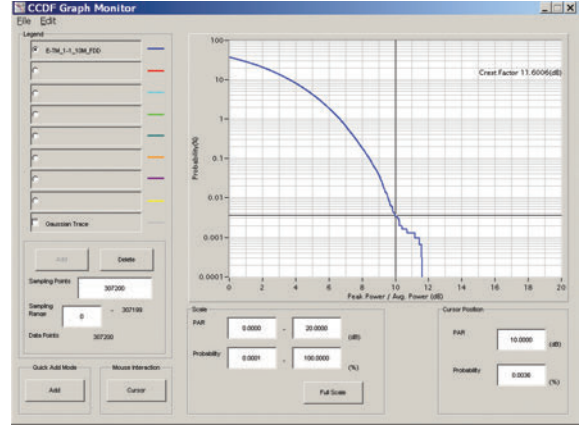 CCDF Graph Monitor
File Edit
Legend
E-TM_1-1_10M_FDD
Gaussian Trace
Add Delete
Sampling Points
307200
Sampling Range 0 - 307199
Data Points 307200
Quick Add Mode
Add
Mouse Interaction
Cursor
Crest Factor 11.6006(dB)
Probability(%)
100
10
1
0.1
0.01
0.001
0.0001
0 2 4 6 8 10 12 14 16 18 20
Peak Power / Avg. Power (dB)
Scale
PAR 0.0000 - 20.0000 (dB)
Probability 0.0001 - 100.0000 (%)
Full Scale
Cursor Position
PAR 10.0000 (dB)
Probability 0.0036 (%)